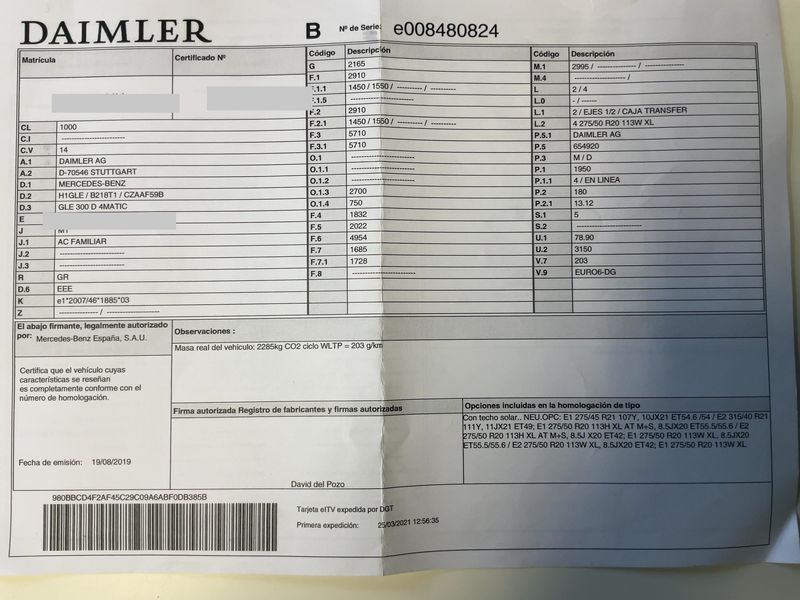 DAIMLER
B
Nº de Serie: e008480824
Matrícula
Certificado Nº
CL 1000
C.I ------------------------
C.V 14
A.1 DAIMLER AG
A.2 D-70546 STUTTGART
D.1 MERCEDES-BENZ
D.2 H1GLE / B218T1 / CZAAF59B
D.3 GLE 300 D 4MATIC
E
J M1
J.1 AC FAMILIAR
J.2 ------------------------
J.3 ------------------------
R GR
D.6 EEE
K e1*2007/46*1885*03
Z --------------- / --------------------
Código Descripción
G 2165
F.1 2910
F.1.1 1450 / 1550 / ---------- / ----------
F.1.5 ------------------------
F.2 2910
F.2.1 1450 / 1550 / ---------- / ----------
F.3 5710
F.3.1 5710
O.1 ------------------------
O.1.1 ------------------------
O.1.2 ------------------------
O.1.3 2700
O.1.4 750
F.4 1832
F.5 2022
F.6 4954
F.7 1685
F.7.1 1728
F.8 ------------------------
Código Descripción
M.1 2995 / --------------- / ---------------
M.4 -------------------- /
L 2 / 4
L.0 - / ------
L.1 2 / EJES 1/2 / CAJA TRANSFER
L.2 4 275/50 R20 113W XL
P.5.1 DAIMLER AG
P.5 654920
P.3 M / D
P.1 1950
P.1.1 4 / EN LINEA
P.2 180
P.2.1 13.12
S.1 5
S.2 ------------------------
U.1 78.90
U.2 3150
V.7 203
V.9 EURO6-DG
El abajo firmante, legalmente autorizado
por: Mercedes-Benz España, S.A.U.
Certifica que el vehículo cuyas
características se reseñan
es completamente conforme con el
número de homologación.
Fecha de emisión: 19/08/2019
Observaciones :
Masa real del vehículo: 2285kg CO2 ciclo WLTP = 203 g/km
Firma autorizada Registro de fabricantes y firmas autorizadas
David del Pozo
Opciones incluidas en la homologación de tipo
Con techo solar.. NEU.OPC: E1 275/45 R21 107Y, 10JX21 ET54.6 /54 / E2 315/40 R21
111Y, 11JX21 ET49; E1 275/50 R20 113H XL AT M+S, 8.5JX20 ET55.5/55.6 / E2
275/50 R20 113H XL AT M+S, 8.5J X20 ET42; E1 275/50 R20 113W XL, 8.5JX20
ET55.5/55.6 / E2 275/50 R20 113W XL, 8.5JX20 ET42; E1 275/50 R20 113W XL
980BBCD4F2AF45C29C09A6ABF0DB385B
Tarjeta eITV expedida por DGT
Primera expedición: 25/03/2021 12:56:35